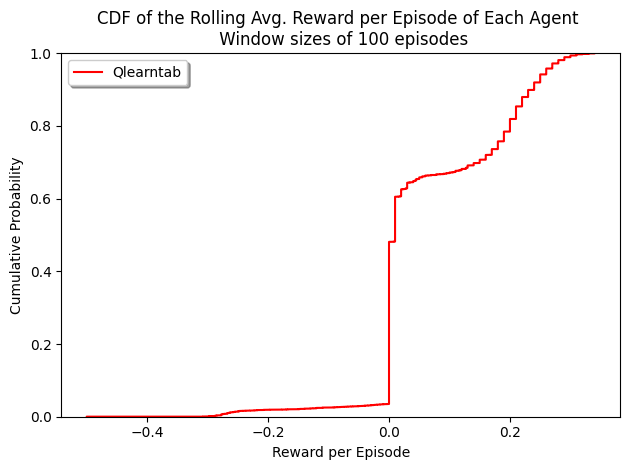 CDF of the Rolling Avg. Reward per Episode of Each Agent
Window sizes of 100 episodes
Qlearntab
Cumulative Probability
1.0
0.8
0.6
0.4
0.2
0.0
−0.4
−0.2
0.0
0.2
Reward per Episode